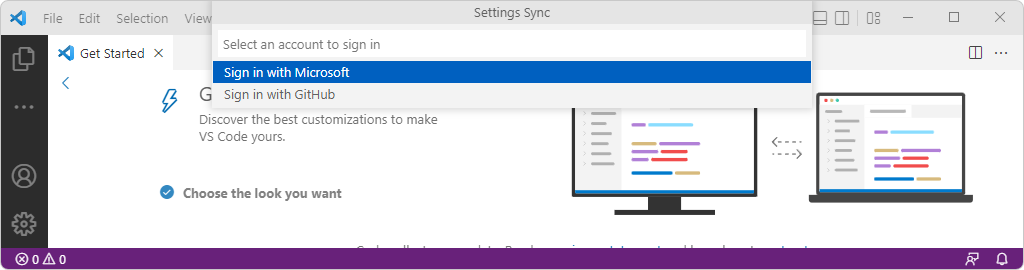 File Edit Selection View
Settings Sync
Select an account to sign in
Sign in with Microsoft
Sign in with GitHub
Get Started
Discover the best customizations to make
VS Code yours.
Choose the look you want
0 0